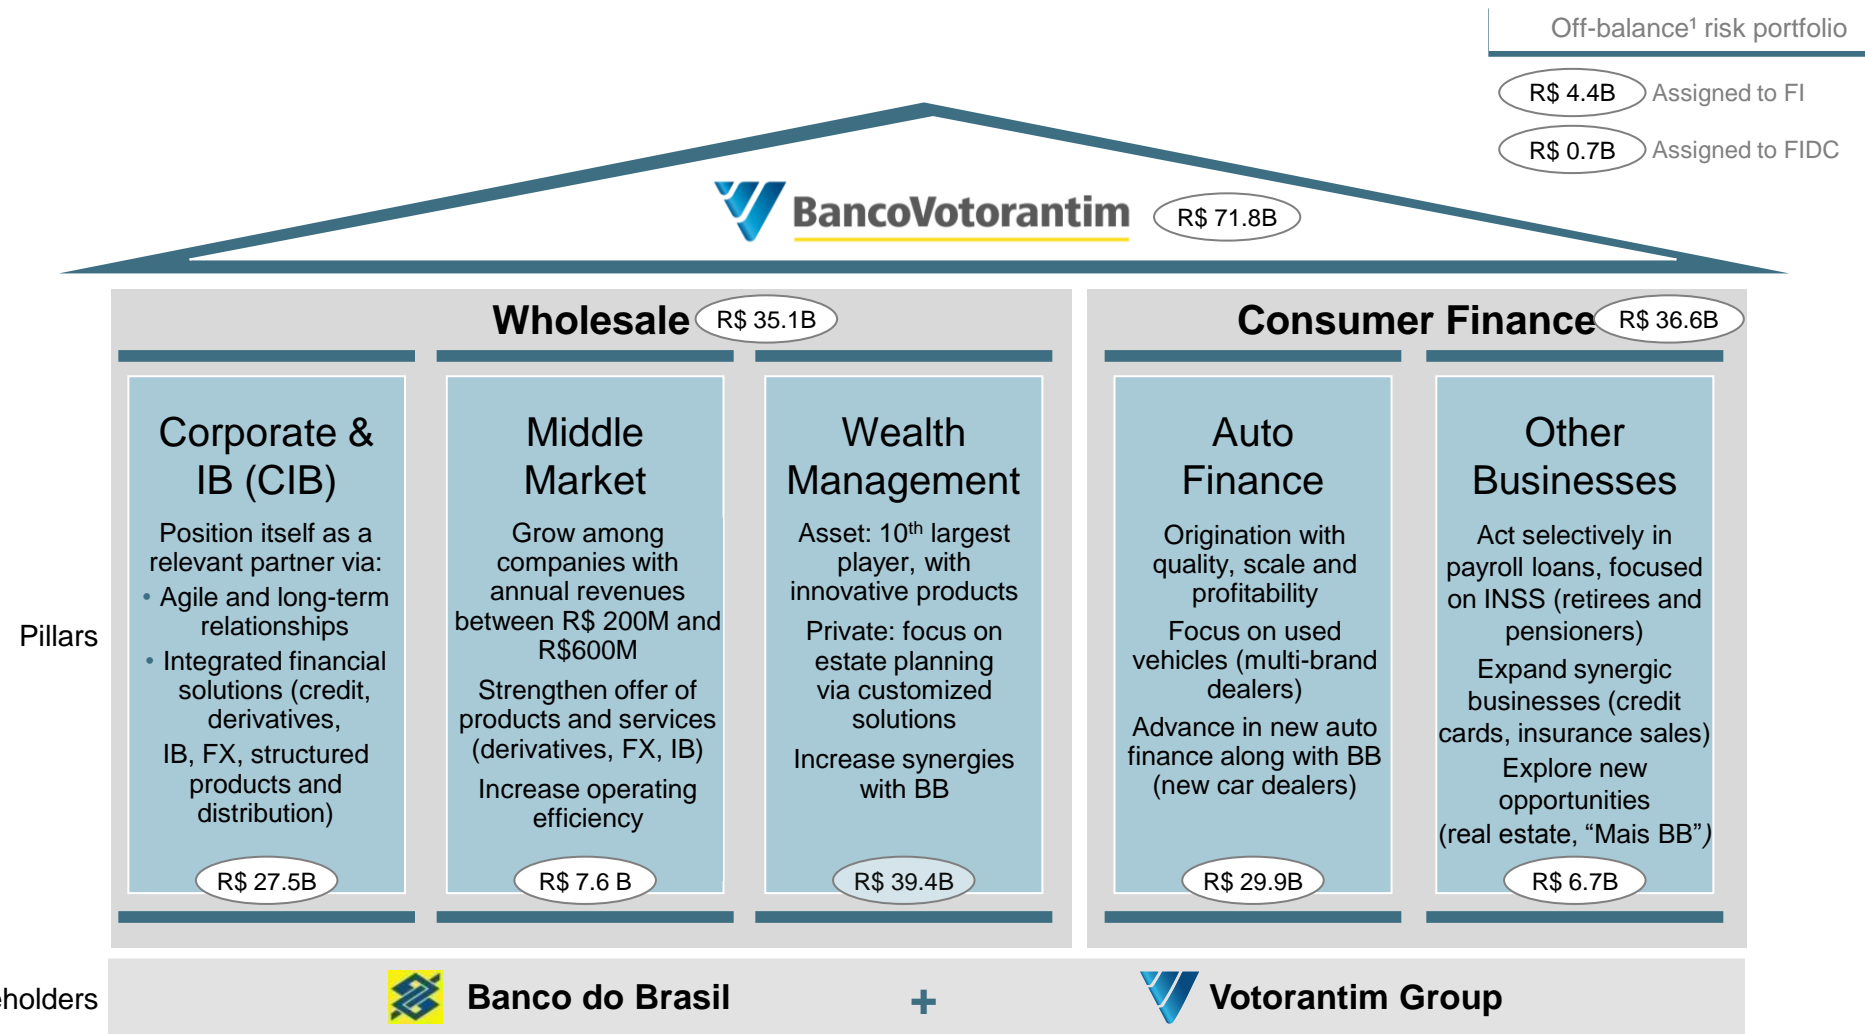 Off-balance¹ risk portfolio
R$ 4.4B Assigned to FI
R$ 0.7B Assigned to FIDC
BancoVotorantim R$ 71.8B
Wholesale R$ 35.1B
Consumer Finance R$ 36.6B
Pillars
Corporate &
IB (CIB)
Position itself as a
relevant partner via:
• Agile and long-term
relationships
• Integrated financial
solutions (credit,
derivatives,
IB, FX, structured
products and
distribution)
R$ 27.5B
Middle
Market
Grow among
companies with
annual revenues
between R$ 200M and
R$600M
Strengthen offer of
products and services
(derivatives, FX, IB)
Increase operating
efficiency
R$ 7.6 B
Wealth
Management
Asset: 10th largest
player, with
innovative products
Private: focus on
estate planning
via customized
solutions
Increase synergies
with BB
R$ 39.4B
Auto
Finance
Origination with
quality, scale and
profitability
Focus on used
vehicles (multi-brand
dealers)
Advance in new auto
finance along with BB
(new car dealers)
R$ 29.9B
Other
Businesses
Act selectively in
payroll loans, focused
on INSS (retirees and
pensioners)
Expand synergic
businesses (credit
cards, insurance sales)
Explore new
opportunities
(real estate, “Mais BB”)
R$ 6.7B
eholders
Banco do Brasil + Votorantim Group